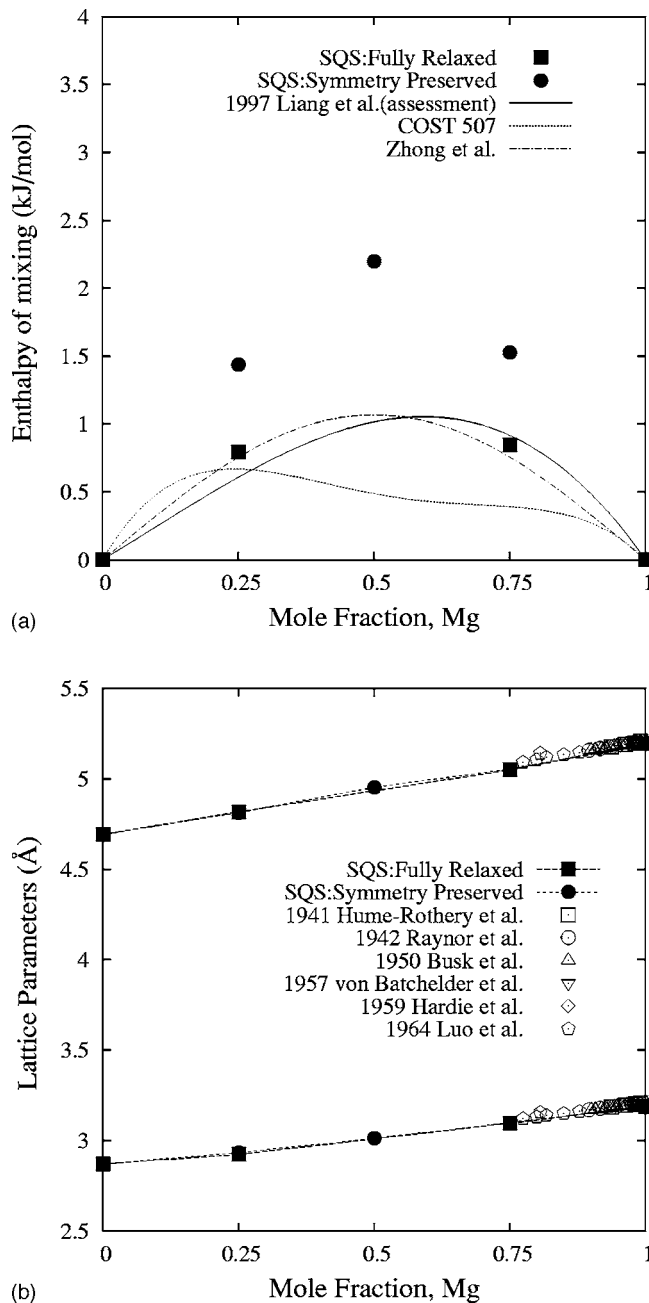 4
3.5
3
2.5
2
1.5
1
0.5
0
Enthalpy of mixing (kJ/mol)
SQS:Fully Relaxed
SQS:Symmetry Preserved
1997 Liang et al.(assessment)
COST 507
Zhong et al.
0 0.25 0.5 0.75 1
Mole Fraction, Mg
(a)
5.5
5
4.5
4
3.5
3
2.5
Lattice Parameters (Å)
SQS:Fully Relaxed
SQS:Symmetry Preserved
1941 Hume-Rothery et al.
1942 Raynor et al.
1950 Busk et al.
1957 von Batchelder et al.
1959 Hardie et al.
1964 Luo et al.
0 0.25 0.5 0.75 1
Mole Fraction, Mg
(b)